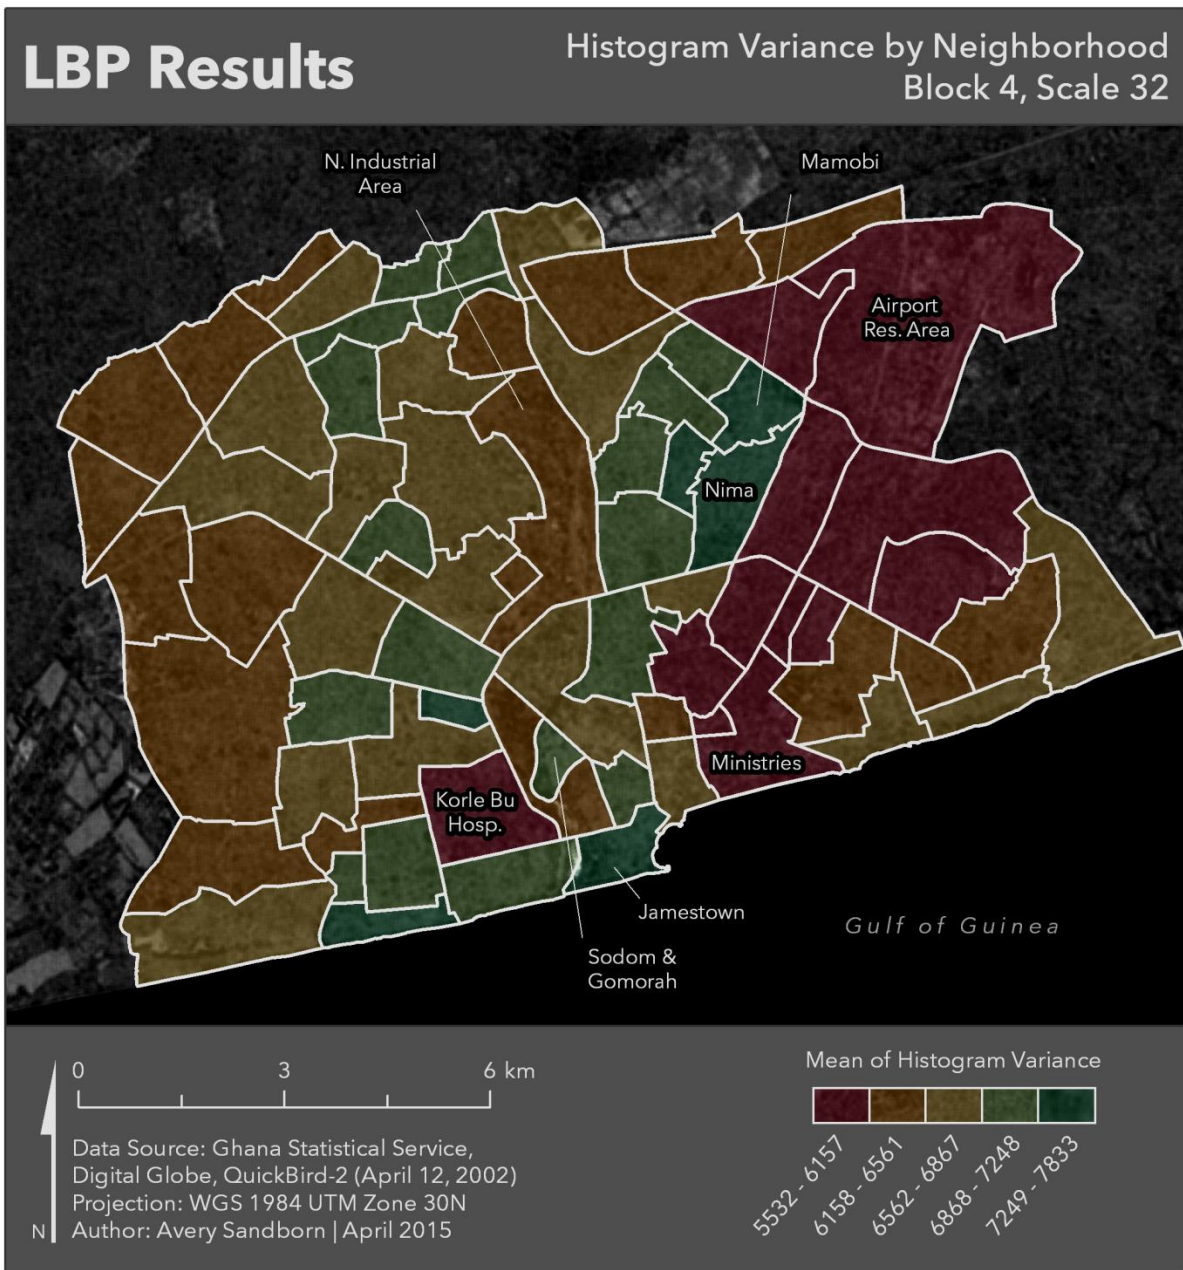 LBP Results
Histogram Variance by Neighborhood
Block 4, Scale 32
N. Industrial
Area
Mamobi
Airport
Res. Area
Nima
Ministries
Korle Bu
Hosp.
Jamestown
Sodom &
Gomorah
Gulf of Guinea
0 3 6 km
Data Source: Ghana Statistical Service,
Digital Globe, QuickBird-2 (April 12, 2002)
Projection: WGS 1984 UTM Zone 30N
Author: Avery Sandborn | April 2015
N
Mean of Histogram Variance
5532 - 6157
6158 - 6561
6562 - 6867
6868 - 7248
7249 - 7833